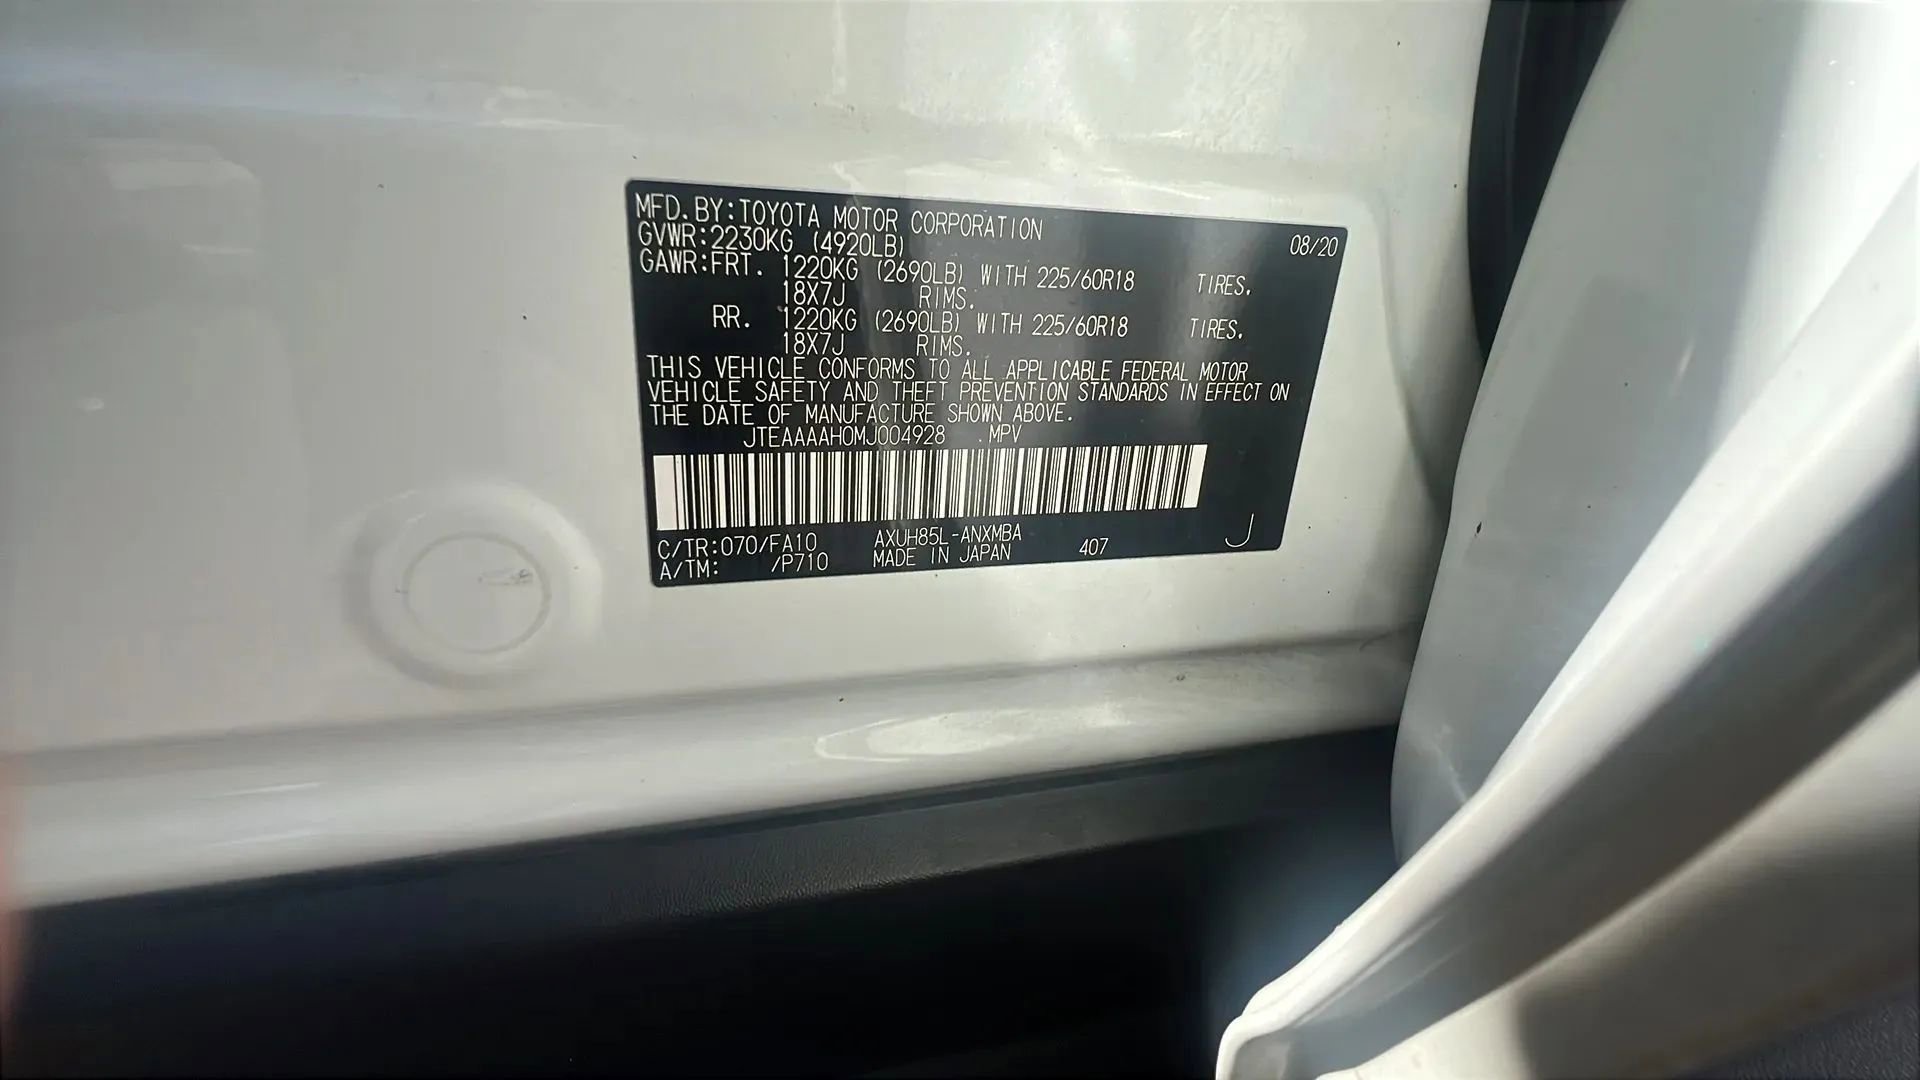 MFD.BY:TOYOTA MOTOR CORPORATION 08/20
GVWR:2230KG (4920LB)
GAWR:FRT. 1220KG (2690LB) WITH 225/60R18 TIRES.
18X7J RIMS.
RR. 1220KG (2690LB) WITH 225/60R18 TIRES.
18X7J RIMS.
THIS VEHICLE CONFORMS TO ALL APPLICABLE FEDERAL MOTOR
VEHICLE SAFETY AND THEFT PREVENTION STANDARDS IN EFFECT ON
THE DATE OF MANUFACTURE SHOWN ABOVE.
JTEAAAAH0MJ004928 .MPV
C/TR:070/FA10 AXUH85L-ANXMBA
A/TM: /P710 MADE IN JAPAN 407 J